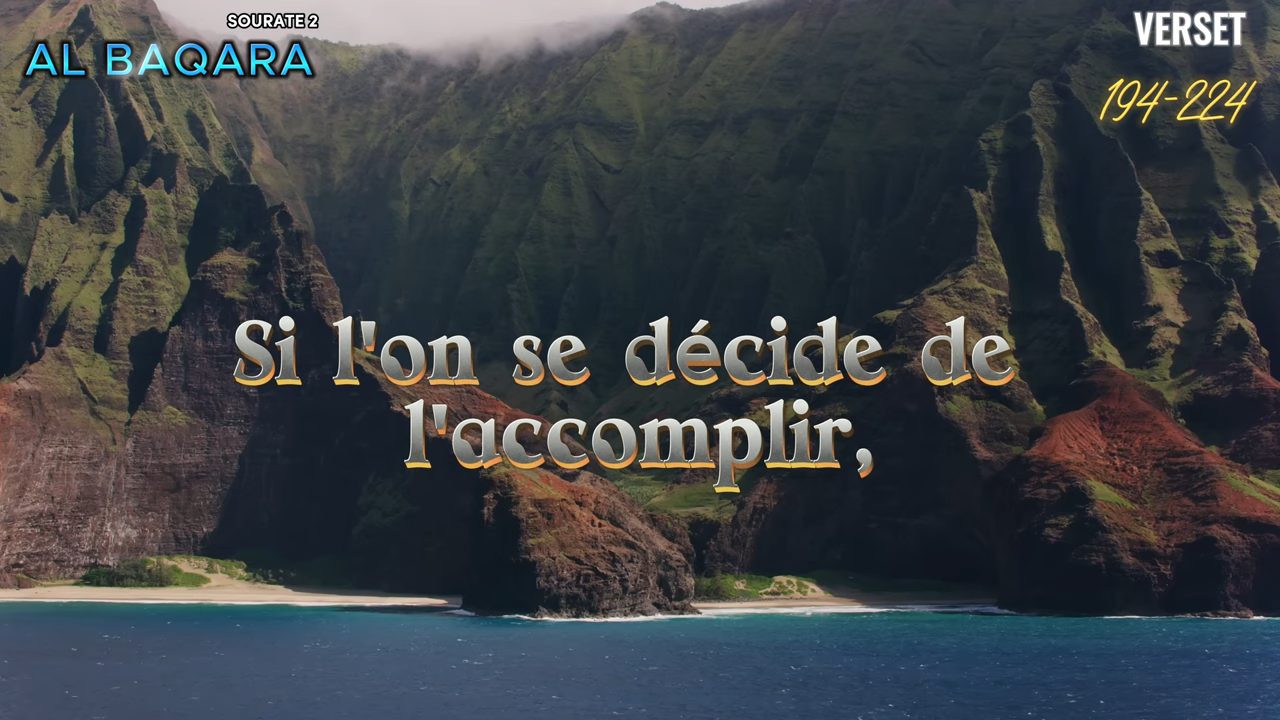 SOURATE 2
AL BAQARA
VERSET
194-224
Si l'on se décide de
l'accomplir,